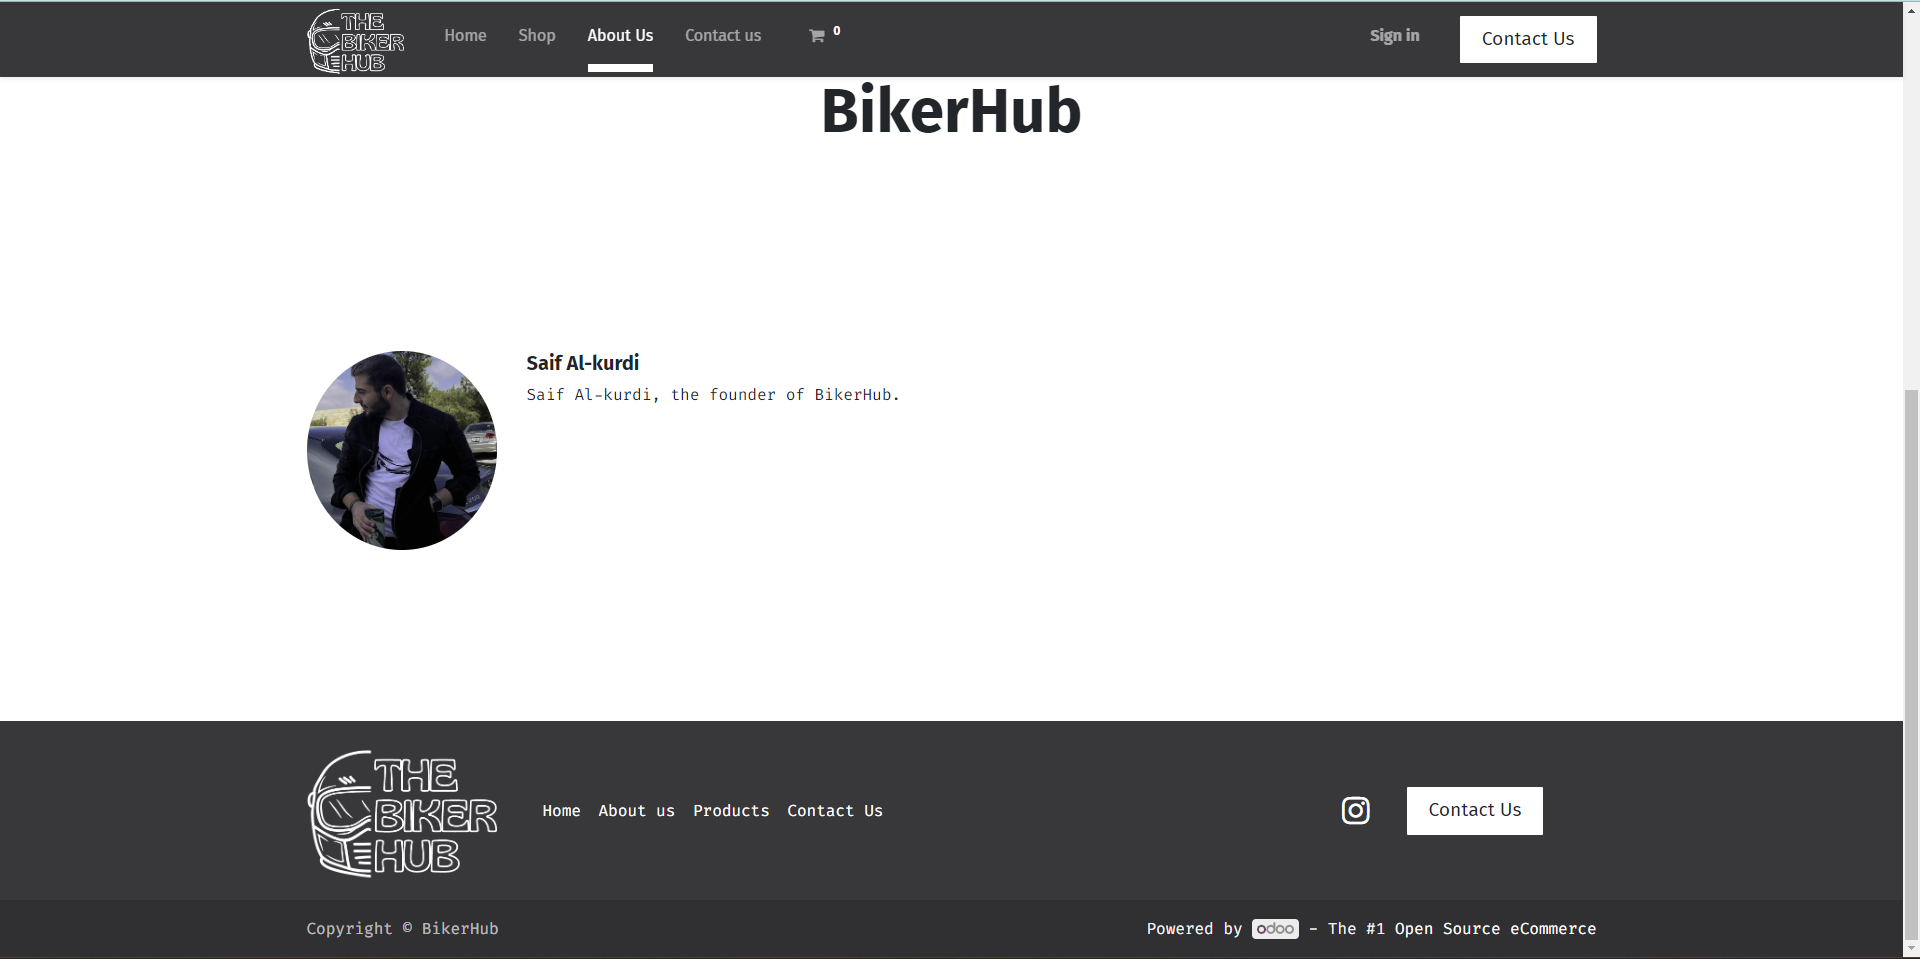 THE
BIKER
HUB
Home Shop About Us Contact us 0 Sign in Contact Us
BikerHub
Saif Al-kurdi
Saif Al-kurdi, the founder of BikerHub.
THE
BIKER
HUB
Home About us Products Contact Us Contact Us
Copyright © BikerHub
Powered by odoo - The #1 Open Source eCommerce